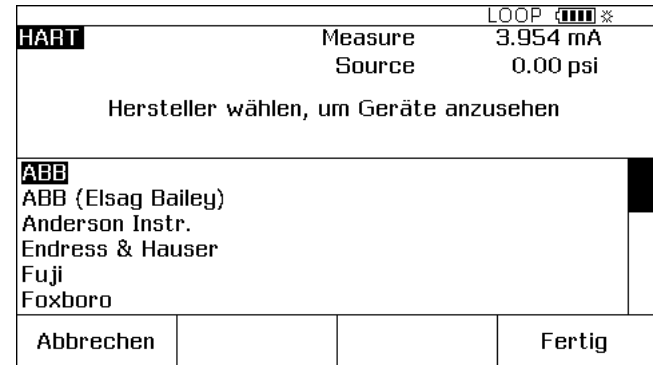 LOOP
HART Measure 3.954 mA
Source 0.00 psi
Hersteller wählen, um Geräte anzusehen
ABB
ABB (Elsag Bailey)
Anderson Instr.
Endress & Hauser
Fuji
Foxboro
Abbrechen Fertig